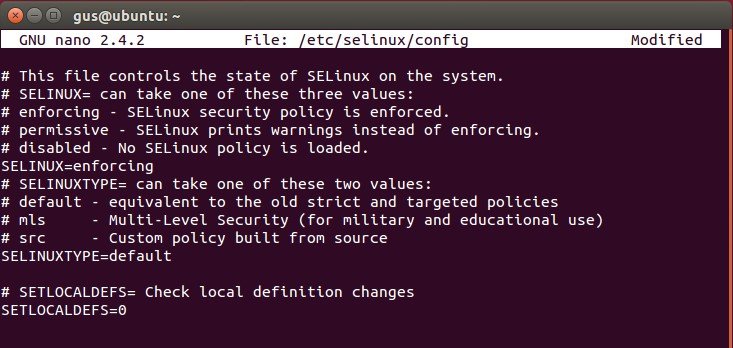 gus@ubuntu: ~
GNU nano 2.4.2 File: /etc/selinux/config Modified
# This file controls the state of SELinux on the system.
# SELINUX= can take one of these three values:
# enforcing - SELinux security policy is enforced.
# permissive - SELinux prints warnings instead of enforcing.
# disabled - No SELinux policy is loaded.
SELINUX=enforcing
# SELINUXTYPE= can take one of these two values:
# default - equivalent to the old strict and targeted policies
# mls     - Multi-Level Security (for military and educational use)
# src     - Custom policy built from source
SELINUXTYPE=default
# SETLOCALDEFS= Check local definition changes
SETLOCALDEFS=0